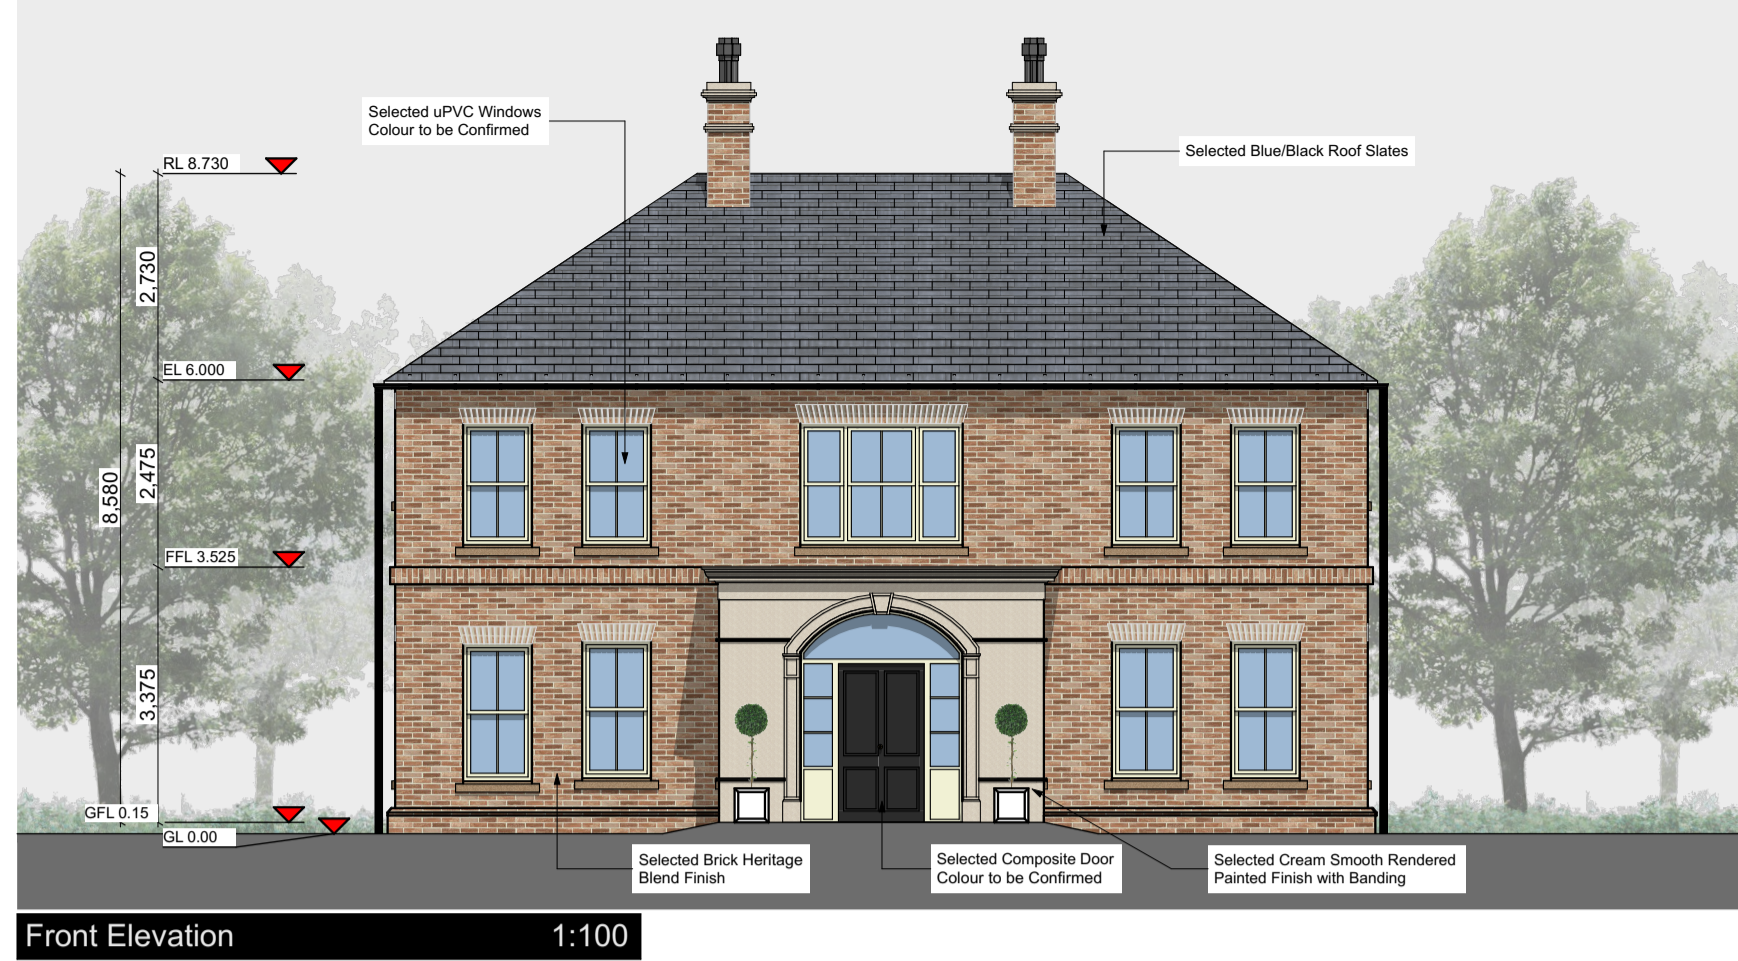 Selected uPVC Windows
Colour to be Confirmed
Selected Blue/Black Roof Slates
RL 8.730
2,730
EL 6.000
2,475
8,580
FFL 3.525
3,375
GFL 0.15
GL 0.00
Selected Brick Heritage
Blend Finish
Selected Composite Door
Colour to be Confirmed
Selected Cream Smooth Rendered
Painted Finish with Banding
Front Elevation 1:100